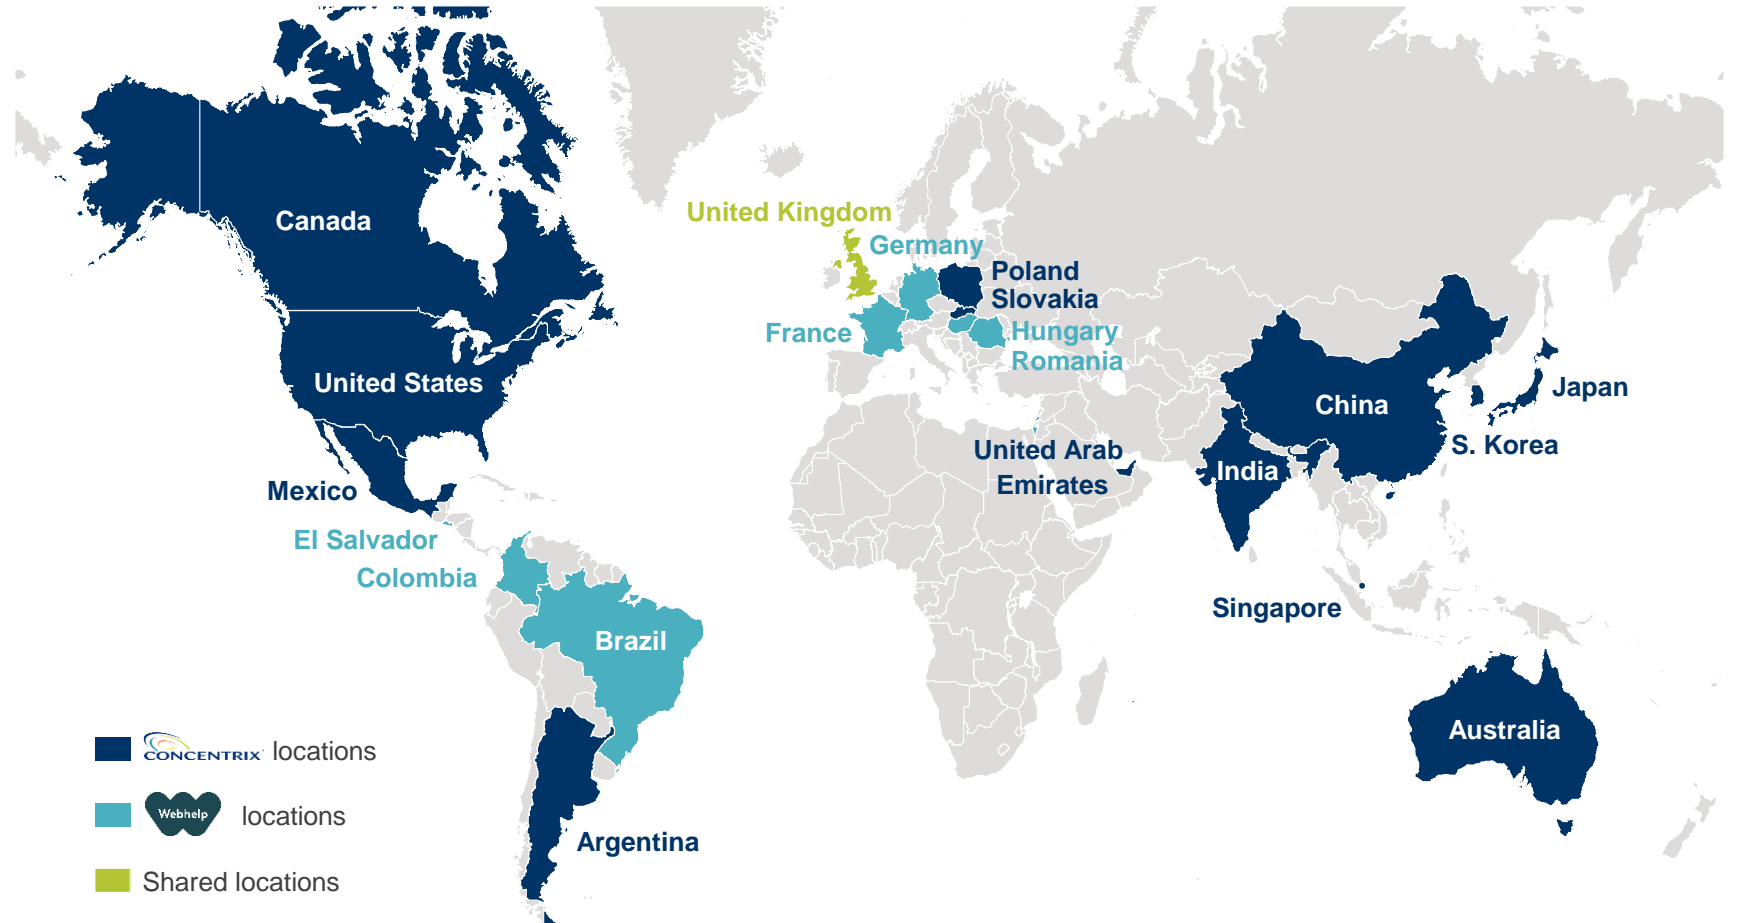 Canada
United States
Mexico
El Salvador
Colombia
Brazil
Argentina
United Kingdom
Germany
Poland
Slovakia
France
Hungary
Romania
United Arab
Emirates
China
Japan
S. Korea
India
Singapore
Australia
CONCENTRIX locations
Webhelp locations
Shared locations